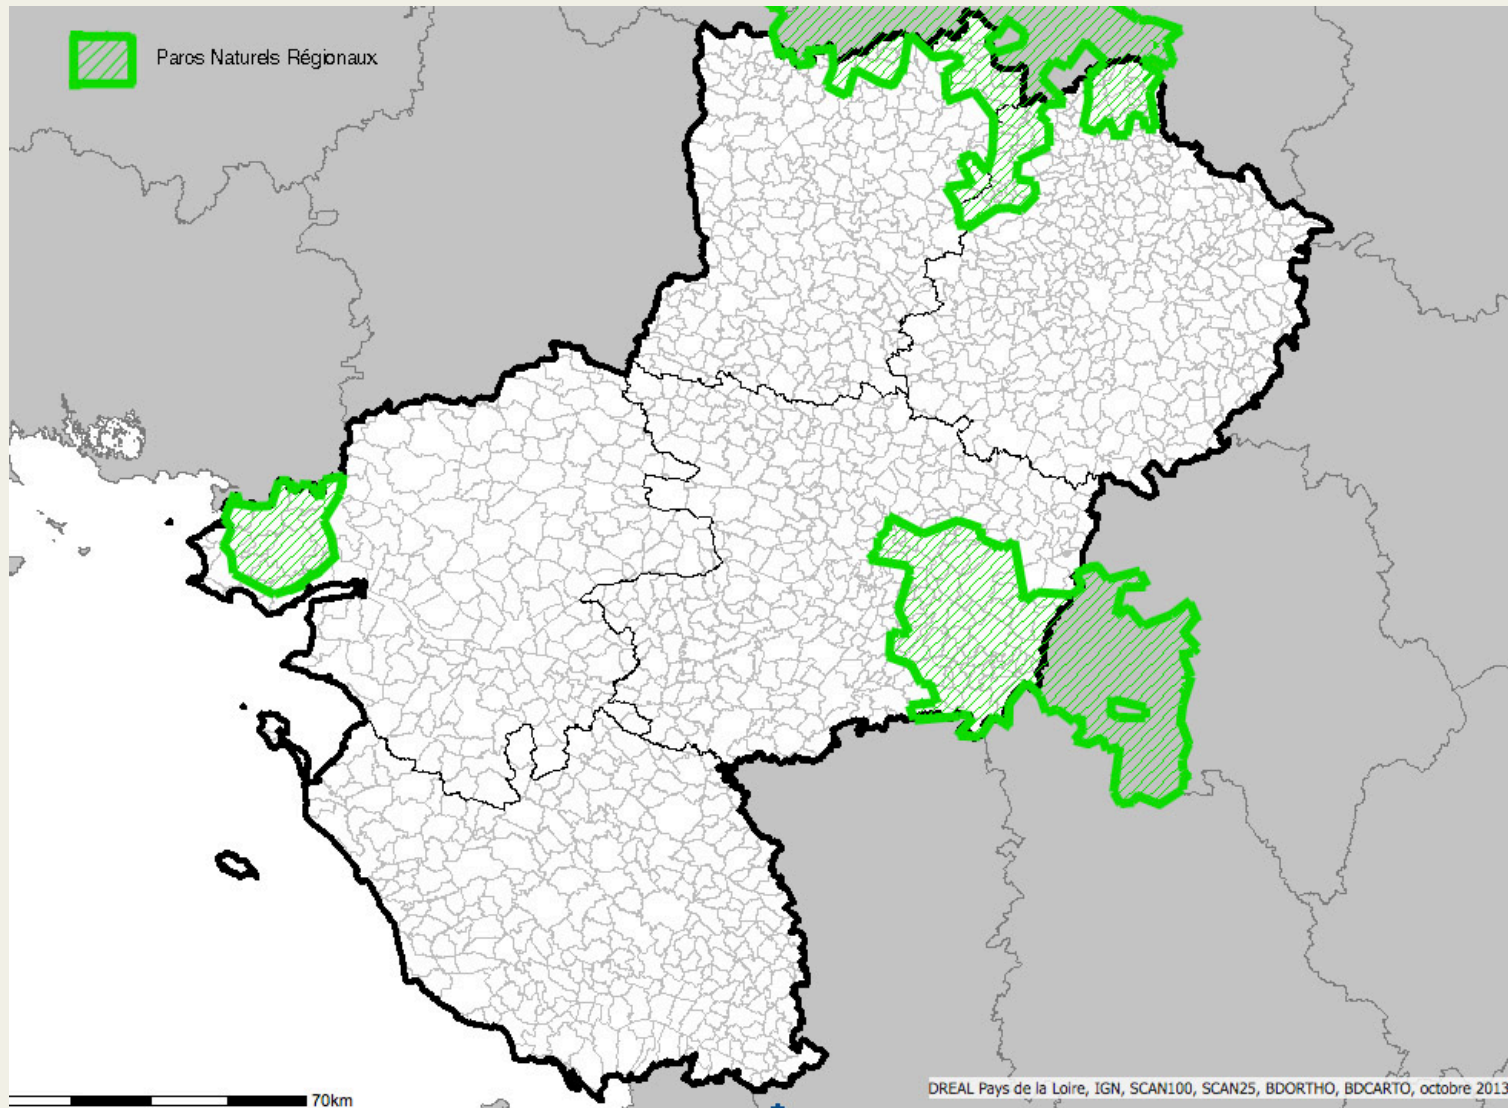 Parcs Naturels Régionaux
70km
DREAL Pays de la Loire, IGN, SCAN100, SCAN25, BDORTHO, BDCARTO, octobre 2013